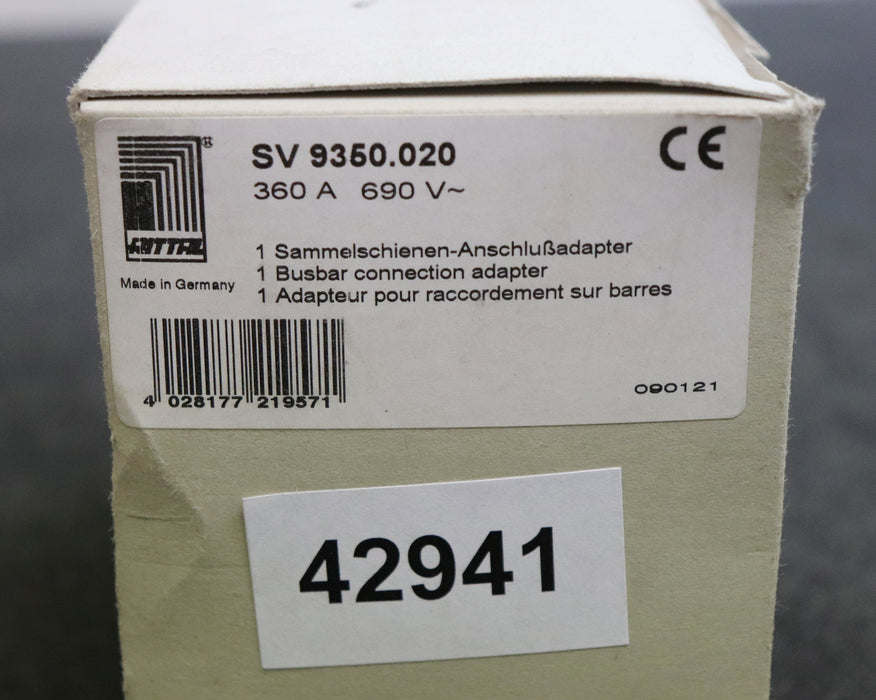 RITTAL ®
SV 9350.020
CE
360 A 690 V~
1 Sammelschienen-Anschlußadapter
1 Busbar connection adapter
1 Adapteur pour raccordement sur barres
Made in Germany
4 028177 219571
090121
42941